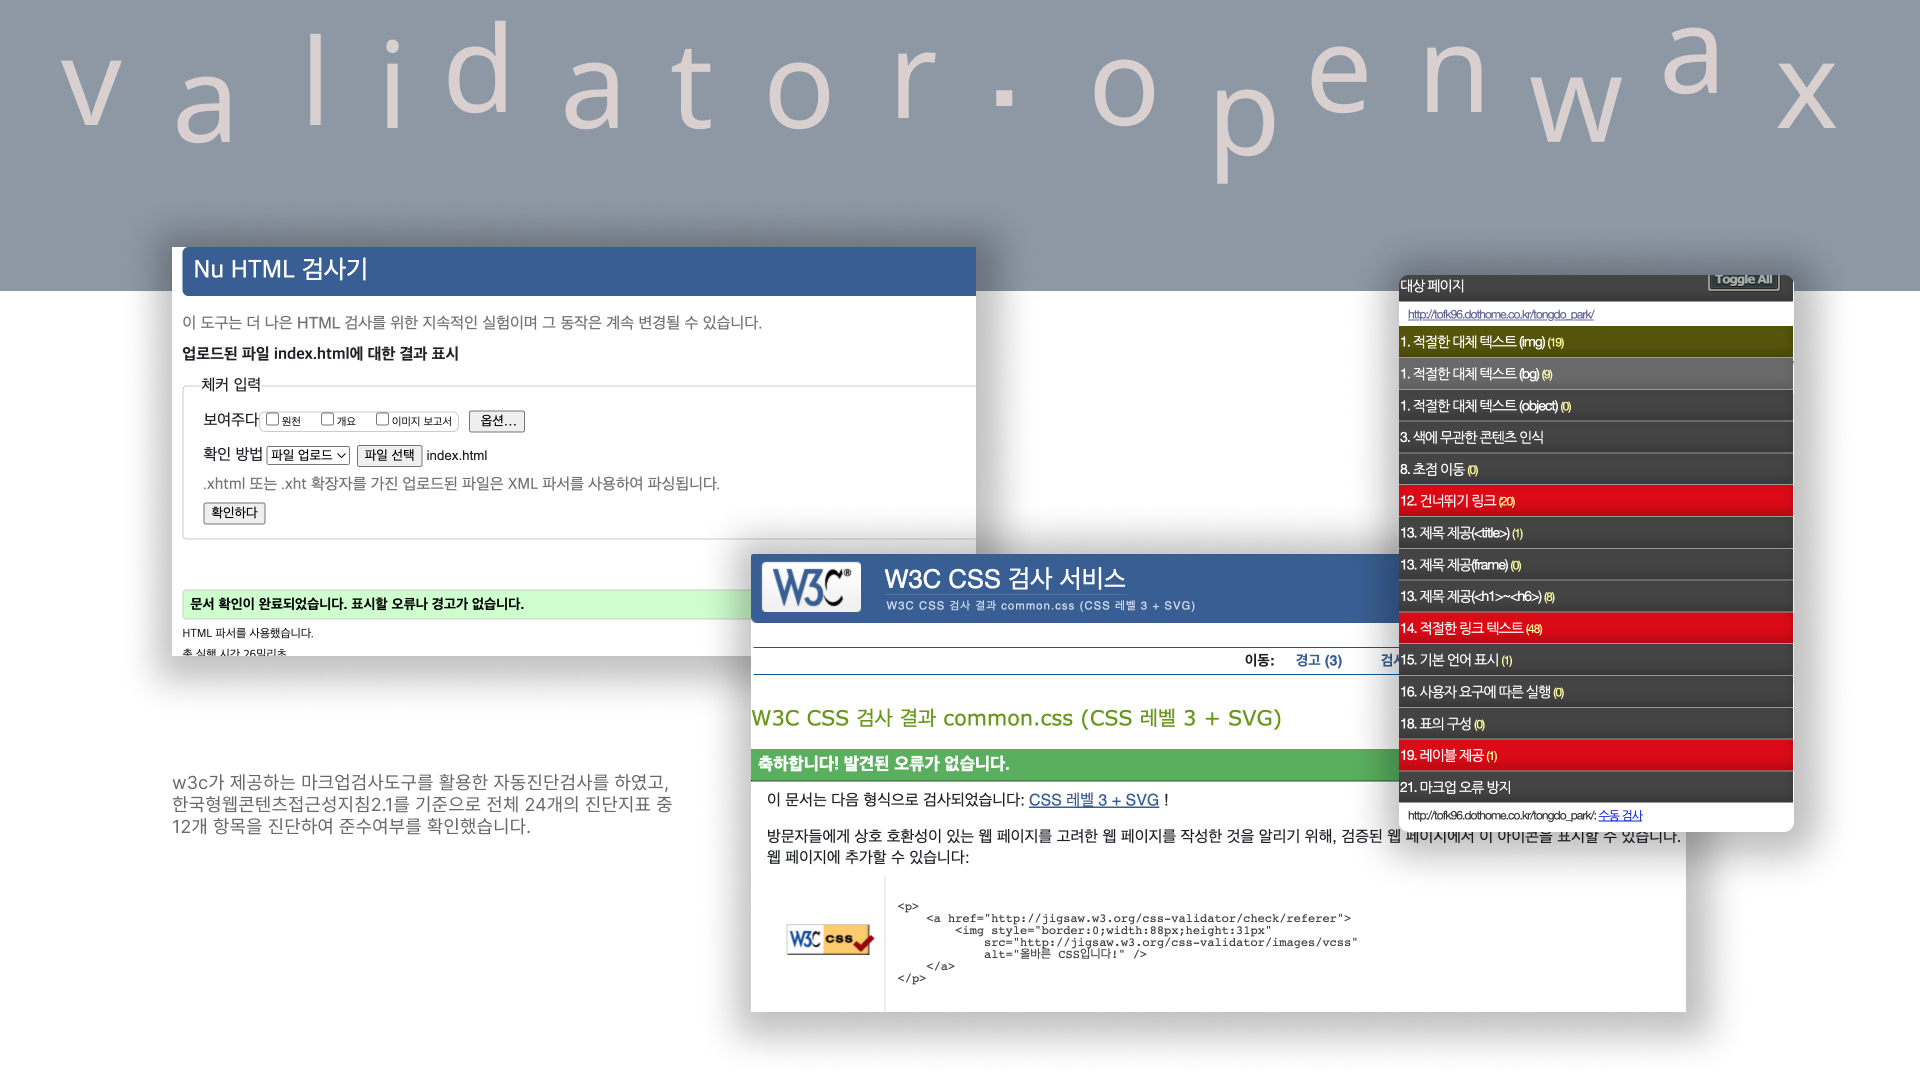 validator.openwax
Nu HTML 검사기
이 도구는 더 나은 HTML 검사를 위한 지속적인 실험이며 그 동작은 계속 변경될 수 있습니다.
업로드된 파일 index.html에 대한 결과 표시
체커 입력
보여주다 원천 개요 이미지 보고서 옵션...
확인 방법 파일 업로드 파일 선택 index.html
.xhtml 또는 .xht 확장자를 가진 업로드된 파일은 XML 파서를 사용하여 파싱됩니다.
확인하다
문서 확인이 완료되었습니다. 표시할 오류나 경고가 없습니다.
HTML 파서를 사용했습니다.
총 실행 시간 26밀리초
w3c가 제공하는 마크업검사도구를 활용한 자동진단검사를 하였고,
한국형웹콘텐츠접근성지침2.1를 기준으로 전체 24개의 진단지표 중
12개 항목을 진단하여 준수여부를 확인했습니다.
W3C®
W3C CSS 검사 서비스
W3C CSS 검사 결과 common.css (CSS 레벨 3 + SVG)
이동: 경고 (3)
W3C CSS 검사 결과 common.css (CSS 레벨 3 + SVG)
축하합니다! 발견된 오류가 없습니다.
이 문서는 다음 형식으로 검사되었습니다: CSS 레벨 3 + SVG !
방문자들에게 상호 호환성이 있는 웹 페이지를 고려한 웹 페이지를 작성한 것을 알리기 위해, 검증된 웹 페이지에서 이 아이콘을 표시할 수 있습니다.
웹 페이지에 추가할 수 있습니다:
W3C css
<p>
<a href="http://jigsaw.w3.org/css-validator/check/referer">
<img style="border:0;width:88px;height:31px"
src="http://jigsaw.w3.org/css-validator/images/vcss"
alt="올바른 CSS입니다!" />
</a>
</p>
대상 페이지 Toggle All
http://tofk96.dothome.co.kr/tongdo_park/
1. 적절한 대체 텍스트 (img) (19)
1. 적절한 대체 텍스트 (bg) (9)
1. 적절한 대체 텍스트 (object) (0)
3. 색에 무관한 콘텐츠 인식
8. 초점 이동 (0)
12. 건너뛰기 링크 (20)
13. 제목 제공(<title>) (1)
13. 제목 제공(frame) (0)
13. 제목 제공(<h1>~<h6>) (8)
14. 적절한 링크 텍스트 (48)
15. 기본 언어 표시 (1)
16. 사용자 요구에 따른 실행 (0)
18. 표의 구성 (0)
19. 레이블 제공 (1)
21. 마크업 오류 방지
http://tofk96.dothome.co.kr/tongdo_park/: 수동 검사